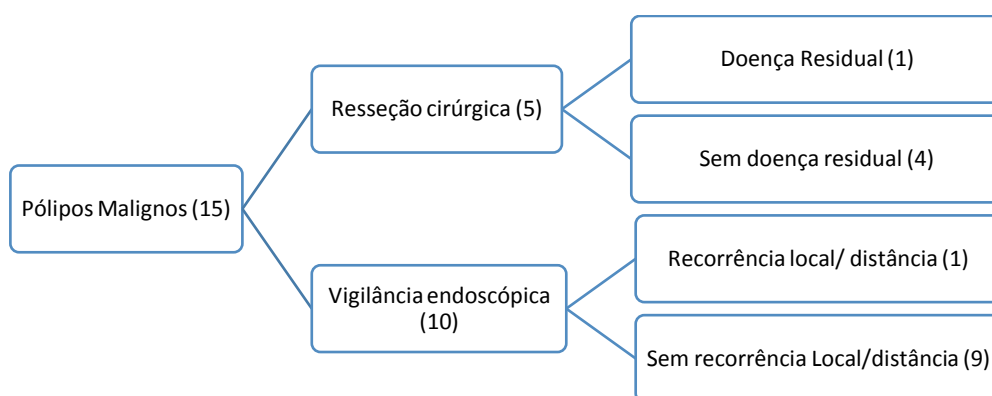 Pólipos Malignos (15)
Resseção cirúrgica (5)
Doença Residual (1)
Sem doença residual (4)
Vigilância endoscópica
(10)
Recorrência local/ distância (1)
Sem recorrência Local/distância (9)